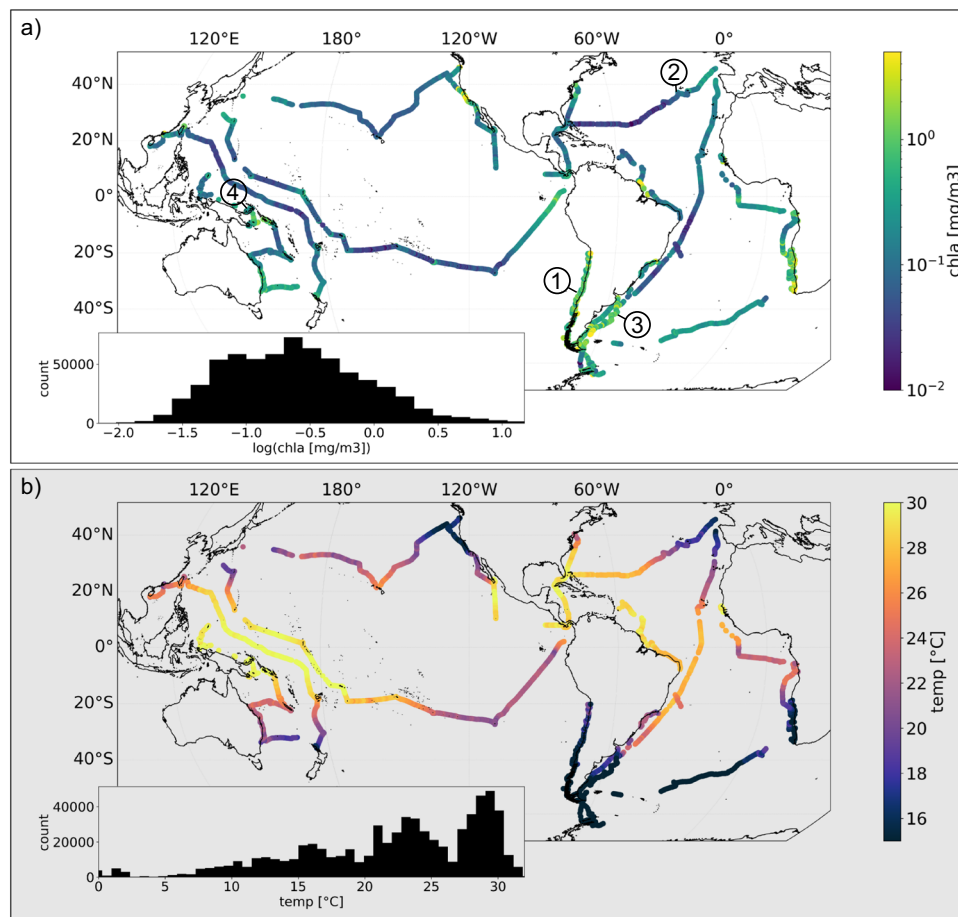 a)
120°E 180° 120°W 60°W 0°
40°N
20°N
0°
20°S
40°S
1
2
3
4
10⁰
10⁻¹
10⁻²
chla [mg/m3]
50000
0
count
−2.0 −1.5 −1.0 −0.5 0.0 0.5 1.0
log(chla [mg/m3])
b)
120°E 180° 120°W 60°W 0°
40°N
20°N
0°
20°S
40°S
30
28
26
24
22
20
18
16
temp [°C]
40000
20000
0
count
0 5 10 15 20 25 30
temp [°C]